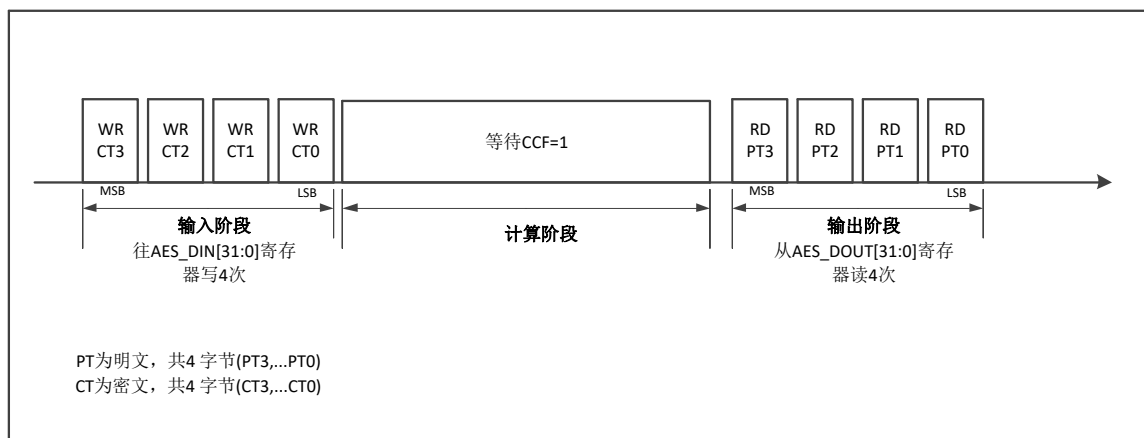 WR
CT3
WR
CT2
WR
CT1
WR
CT0
等待CCF=1
RD
PT3
RD
PT2
RD
PT1
RD
PT0
MSB
LSB
MSB
LSB
输入阶段
往AES_DIN[31:0]寄存
器写4次
计算阶段
输出阶段
从AES_DOUT[31:0]寄存
器读4次
PT为明文，共4 字节(PT3,...PT0)
CT为密文，共4 字节(CT3,...CT0)